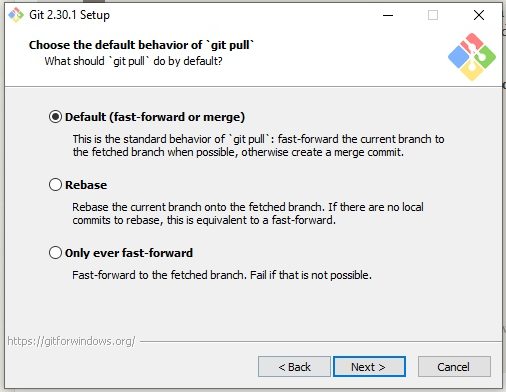 Git 2.30.1 Setup
Choose the default behavior of `git pull`
What should `git pull` do by default?
Default (fast-forward or merge)
This is the standard behavior of `git pull`: fast-forward the current branch to
the fetched branch when possible, otherwise create a merge commit.
Rebase
Rebase the current branch onto the fetched branch. If there are no local
commits to rebase, this is equivalent to a fast-forward.
Only ever fast-forward
Fast-forward to the fetched branch. Fail if that is not possible.
https://gitforwindows.org/
< Back
Next >
Cancel